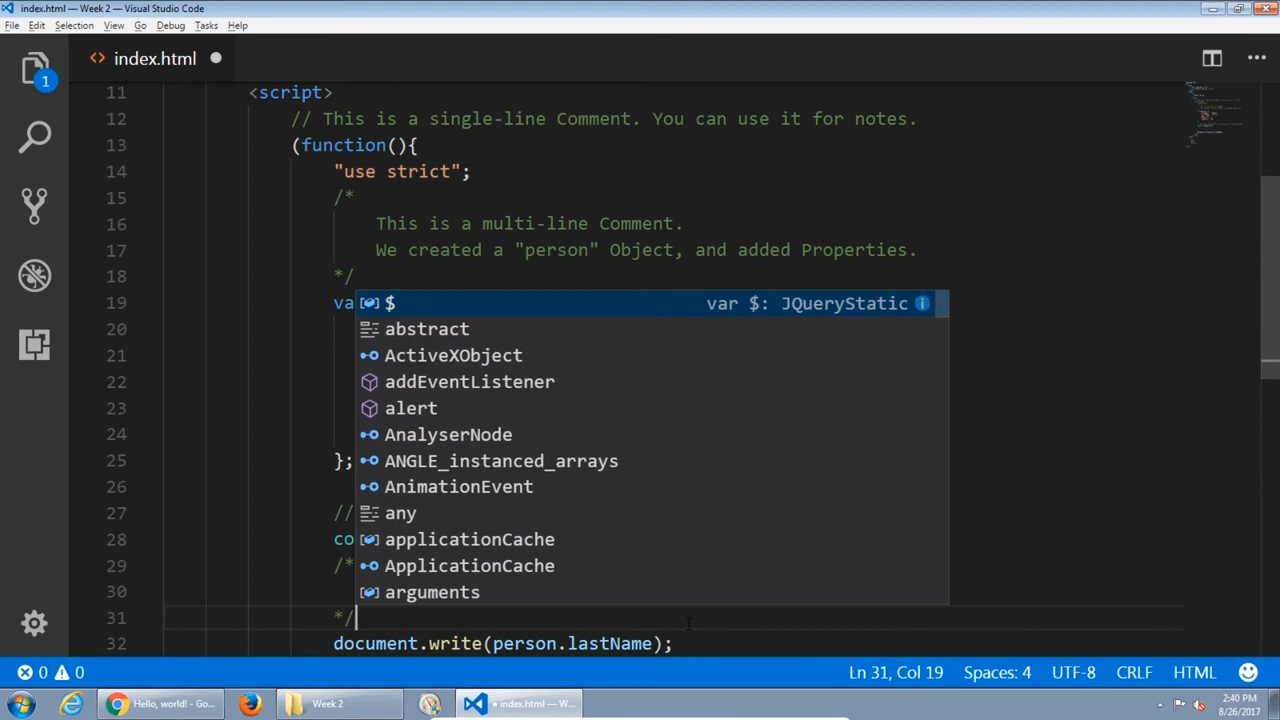 index.html — Week 2 — Visual Studio Code
File Edit Selection View Go Debug Tasks Help
1
<> index.html
11 <script>
12 // This is a single-line Comment. You can use it for notes.
13 (function(){
14 "use strict";
15 /*
16 This is a multi-line Comment.
17 We created a "person" Object, and added Properties.
18 */
19 va $ var $: JQueryStatic
20 abstract
21 ActiveXObject
22 addEventListener
23 alert
24 AnalyserNode
25 }; ANGLE_instanced_arrays
26 AnimationEvent
27 // any
28 co applicationCache
29 /* ApplicationCache
30 arguments
31 */
32 document.write(person.lastName);
0 0 Ln 31, Col 19 Spaces: 4 UTF-8 CRLF HTML
Hello, world! - Go... Week 2 • index.html — W... 2:40 PM
8/26/2017